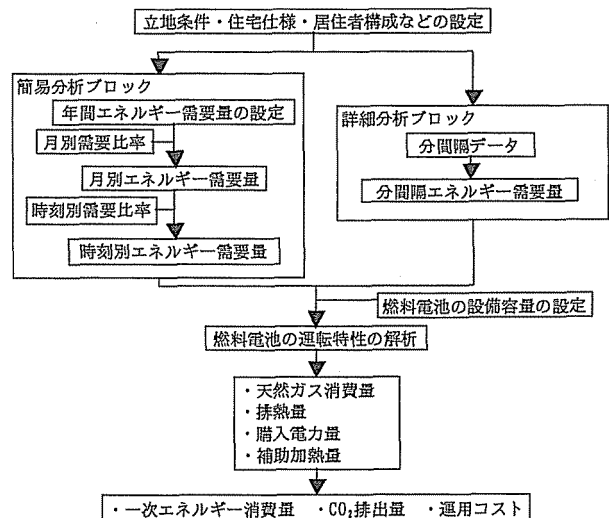 立地条件・住宅仕様・居住者構成などの設定
簡易分析ブロック
年間エネルギー需要量の設定
月別需要比率
月別エネルギー需要量
時刻別需要比率
時刻別エネルギー需要量
詳細分析ブロック
分間隔データ
分間隔エネルギー需要量
燃料電池の設備容量の設定
燃料電池の運転特性の解析
・天然ガス消費量
・排熱量
・購入電力量
・補助加熱量
・一次エネルギー消費量 ・CO₂排出量 ・運用コスト